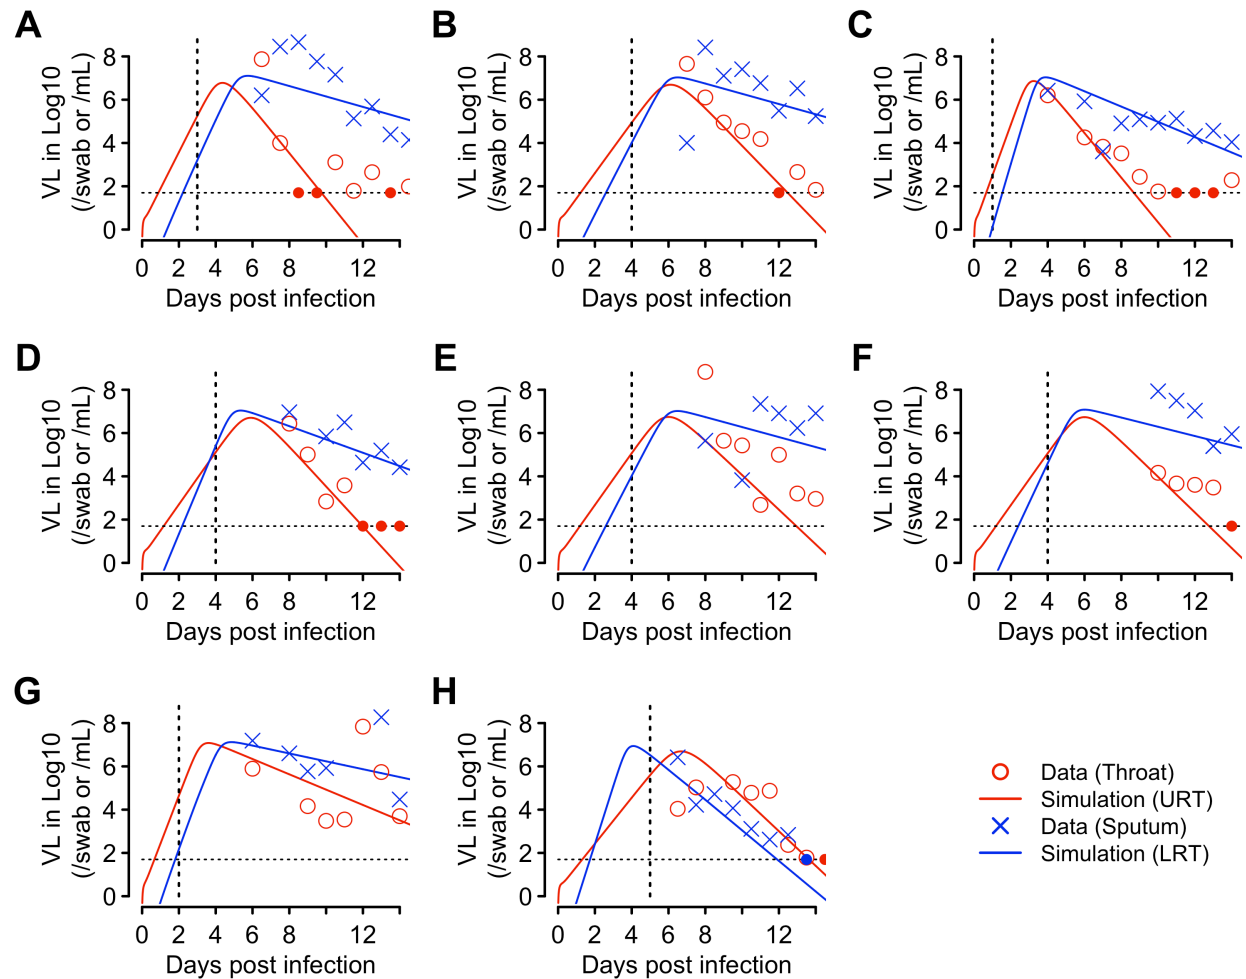 A
VL in Log10
(/swab or /mL)
8
6
4
2
0
0 2 4 6 8 12
Days post infection
B
VL in Log10
(/swab or /mL)
8
6
4
2
0
0 2 4 6 8 12
Days post infection
C
VL in Log10
(/swab or /mL)
8
6
4
2
0
0 2 4 6 8 12
Days post infection
D
VL in Log10
(/swab or /mL)
8
6
4
2
0
0 2 4 6 8 12
Days post infection
E
VL in Log10
(/swab or /mL)
8
6
4
2
0
0 2 4 6 8 12
Days post infection
F
VL in Log10
(/swab or /mL)
8
6
4
2
0
0 2 4 6 8 12
Days post infection
G
VL in Log10
(/swab or /mL)
8
6
4
2
0
0 2 4 6 8 12
Days post infection
H
VL in Log10
(/swab or /mL)
8
6
4
2
0
0 2 4 6 8 12
Days post infection
Data (Throat)
Simulation (URT)
Data (Sputum)
Simulation (LRT)